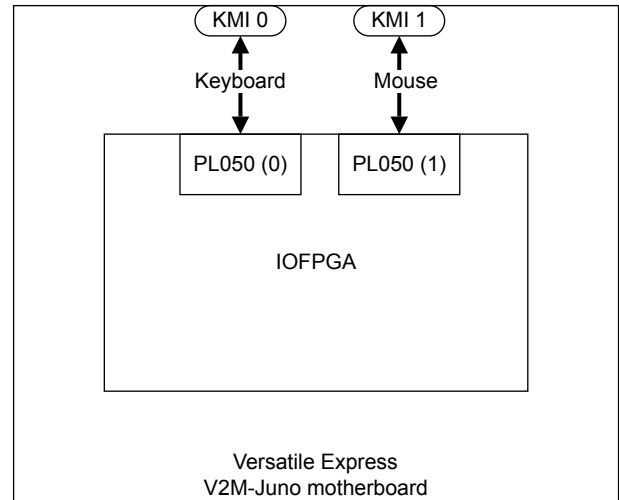 KMI 0
KMI 1
Keyboard
Mouse
PL050 (0)
PL050 (1)
IOFPGA
Versatile Express
V2M-Juno motherboard